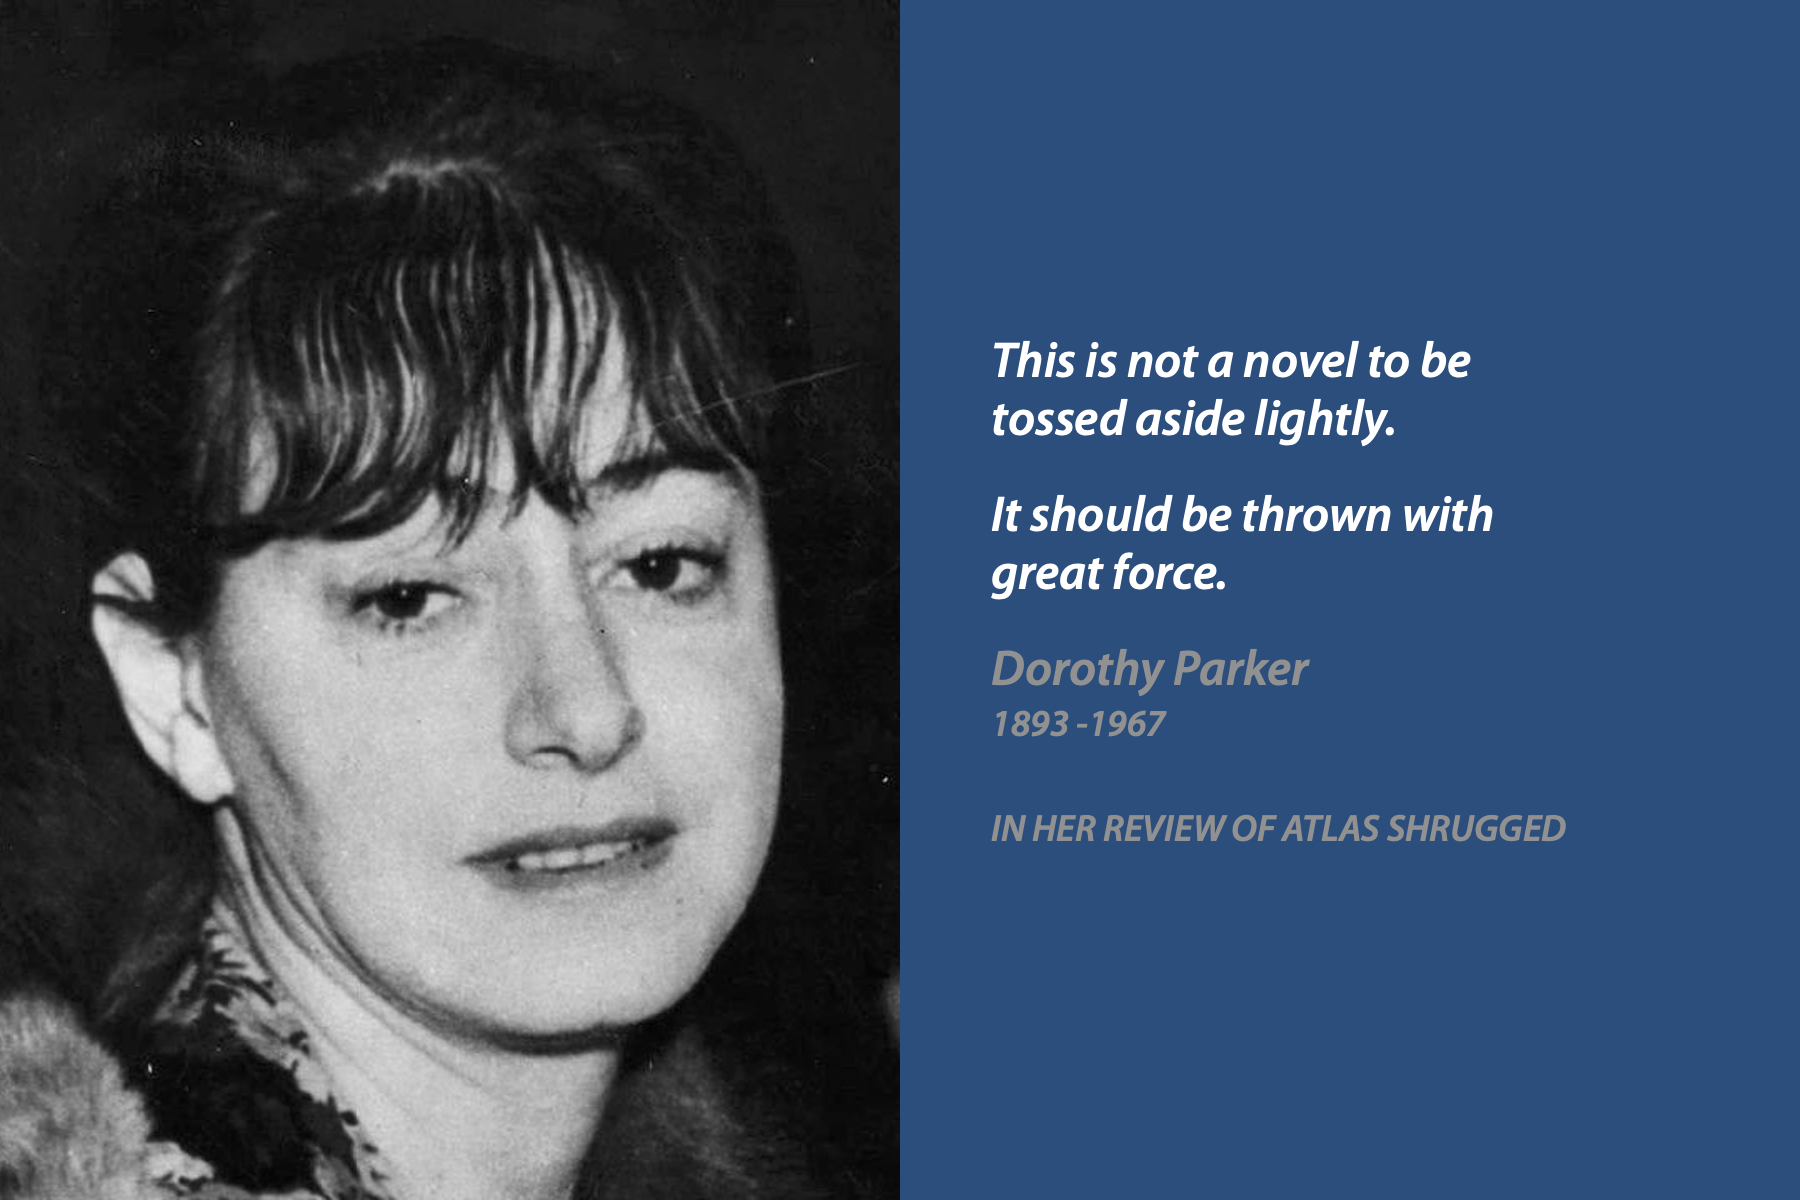 This is not a novel to be
tossed aside lightly.
It should be thrown with
great force.
Dorothy Parker
1893 -1967
IN HER REVIEW OF ATLAS SHRUGGED